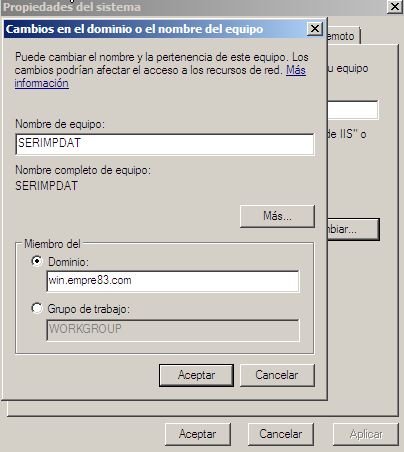 Propiedades del sistema
Cambios en el dominio o el nombre del equipo
emoto
Puede cambiar el nombre y la pertenencia de este equipo. Los
cambios podrían afectar el acceso a los recursos de red. Más
información
u equipo
Nombre de equipo:
SERIMPDAT
de IIS" o
Nombre completo de equipo:
SERIMPDAT
Más...
mbiar...
Miembro del
Dominio:
win.empre83.com
Grupo de trabajo:
WORKGROUP
Aceptar
Cancelar
Aceptar
Cancelar
Aplicar